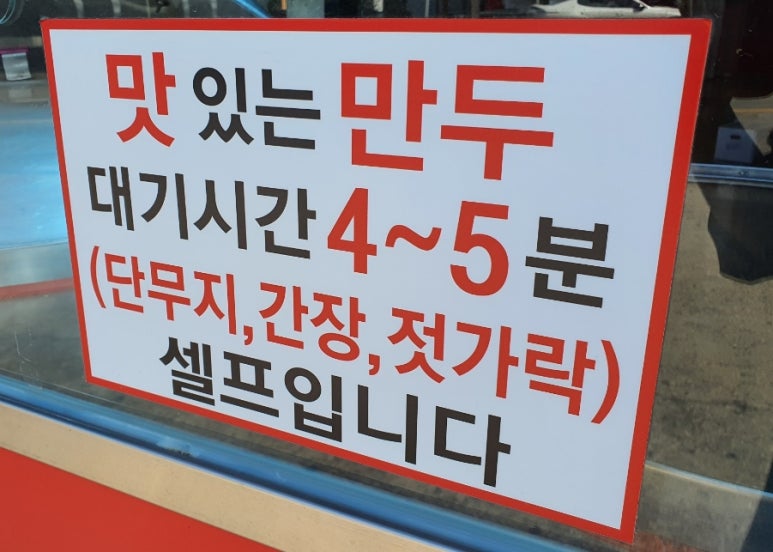 맛있는 만두
대기시간 4~5분
(단무지,간장,젓가락)
셀프입니다